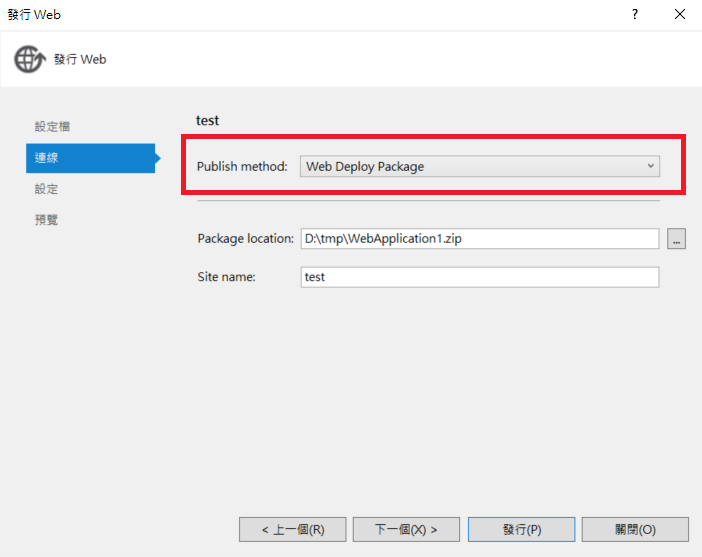 發行 Web
?
發行 Web
設定檔
連線
設定
預覽
test
Publish method: Web Deploy Package
Package location: D:\tmp\WebApplication1.zip ...
Site name: test
< 上一個(R) 下一個(X) > 發行(P) 關閉(O)